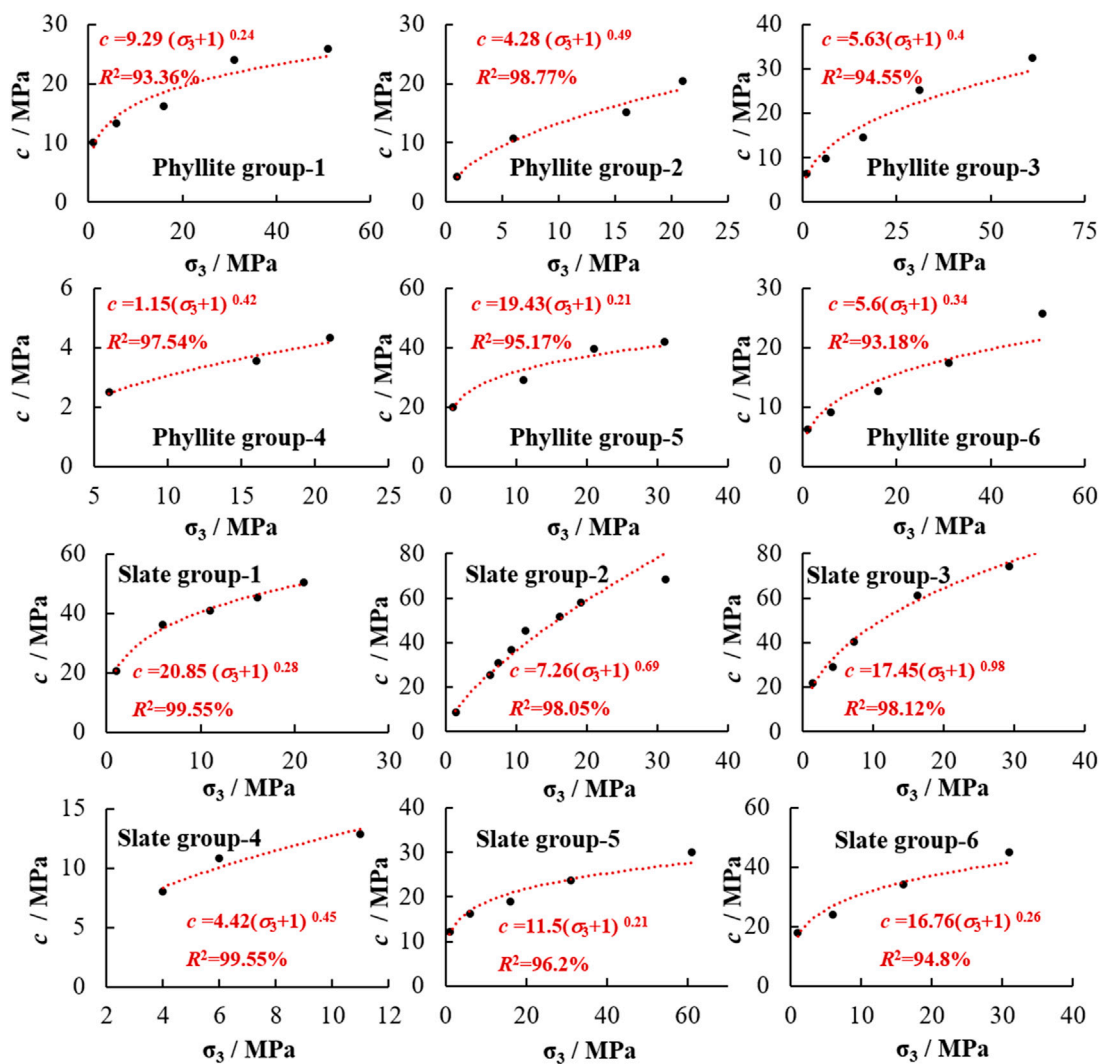 c =9.29 (σ3+1) 0.24
R2=93.36%
Phyllite group-1
c / MPa
30
20
10
0
0 20 40 60
σ3 / MPa
c =4.28 (σ3+1) 0.49
R2=98.77%
Phyllite group-2
c / MPa
30
20
10
0
0 5 10 15 20 25
σ3 / MPa
c =5.63(σ3+1) 0.4
R2=94.55%
Phyllite group-3
c / MPa
40
30
20
10
0
0 25 50 75
σ3 / MPa
c =1.15(σ3+1) 0.42
R2=97.54%
Phyllite group-4
c / MPa
6
4
2
0
5 10 15 20 25
σ3 / MPa
c =19.43(σ3+1) 0.21
R2=95.17%
Phyllite group-5
c / MPa
60
40
20
0
0 10 20 30 40
σ3 / MPa
c =5.6(σ3+1) 0.34
R2=93.18%
Phyllite group-6
c / MPa
30
20
10
0
0 20 40 60
σ3 / MPa
Slate group-1
c =20.85 (σ3+1) 0.28
R2=99.55%
c / MPa
60
40
20
0
0 10 20 30
σ3 / MPa
Slate group-2
c =7.26(σ3+1) 0.69
R2=98.05%
c / MPa
80
60
40
20
0
0 10 20 30 40
σ3 / MPa
Slate group-3
c =17.45(σ3+1) 0.98
R2=98.12%
c / MPa
80
60
40
20
0
0 10 20 30 40
σ3 / MPa
Slate group-4
c =4.42(σ3+1) 0.45
R2=99.55%
c / MPa
15
10
5
0
2 4 6 8 10 12
σ3 / MPa
Slate group-5
c =11.5(σ3+1) 0.21
R2=96.2%
c / MPa
40
30
20
10
0
0 20 40 60
σ3 / MPa
Slate group-6
c =16.76(σ3+1) 0.26
R2=94.8%
c / MPa
60
40
20
0
0 10 20 30 40
σ3 / MPa